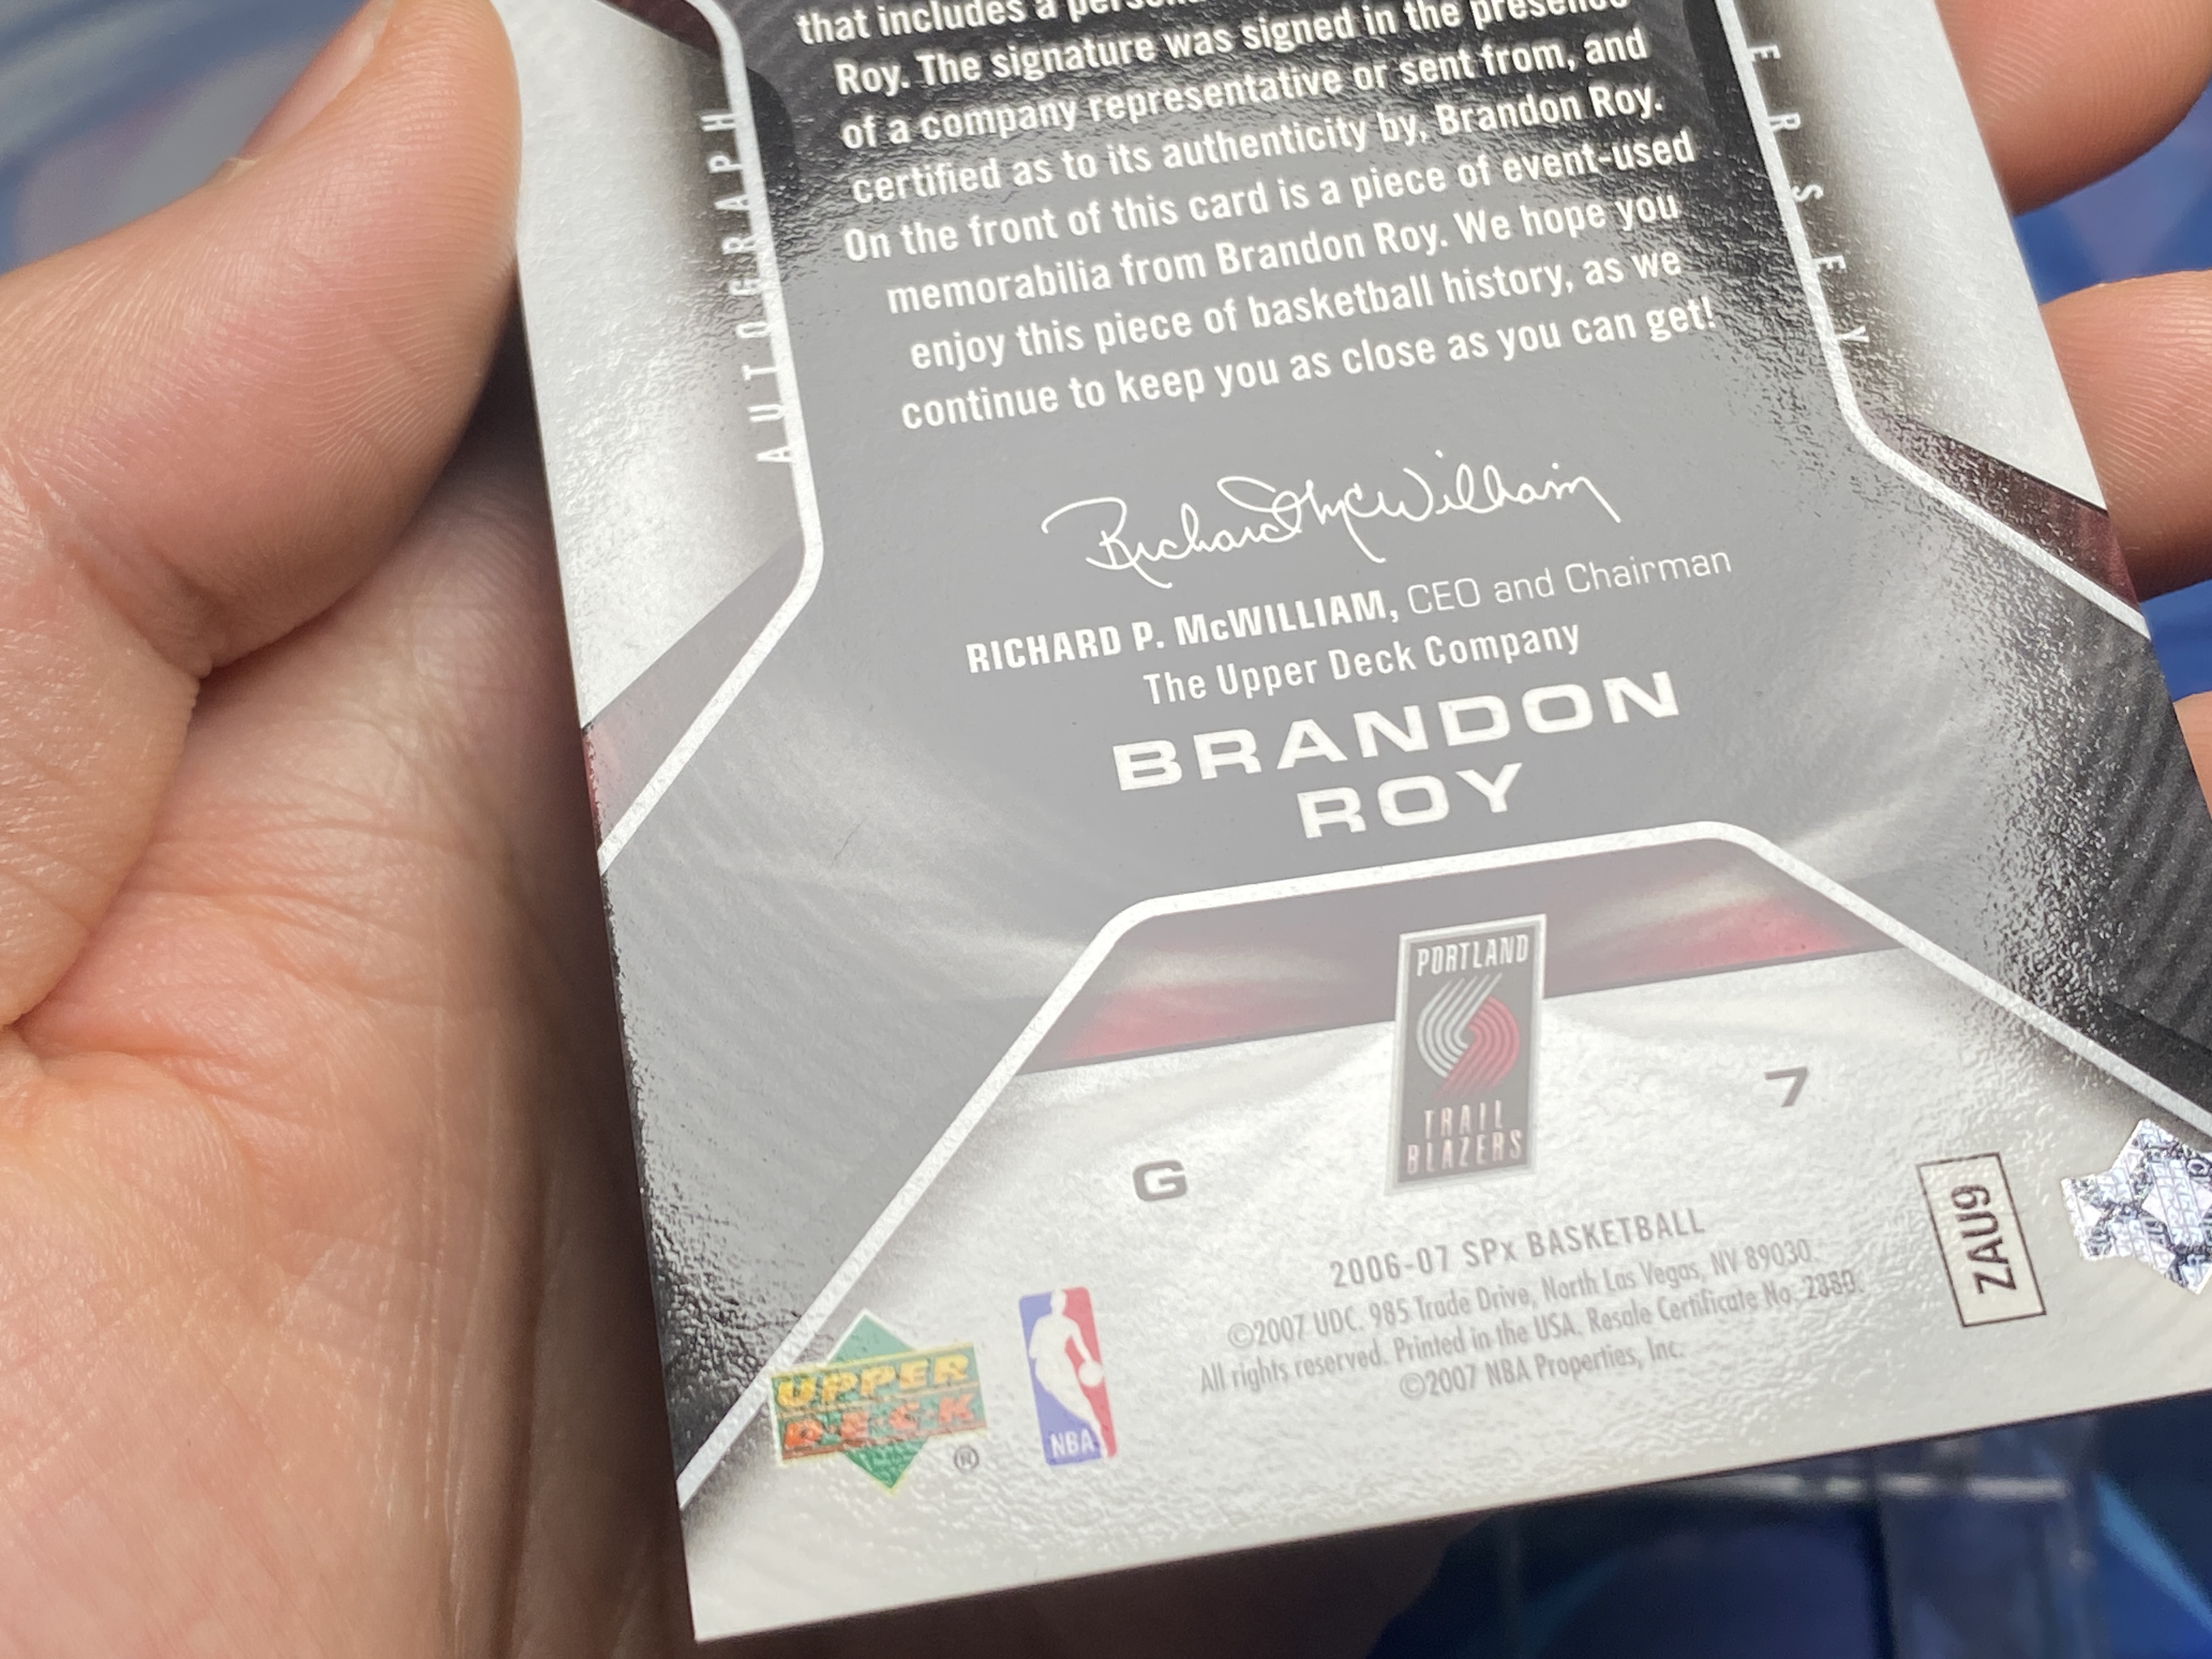 that includes a
Roy. The signature was signed in the presence
of a company representative or sent from, and
certified as to its authenticity by, Brandon Roy.
On the front of this card is a piece of event-used
memorabilia from Brandon Roy. We hope you
enjoy this piece of basketball history, as we
continue to keep you as close as you can get!
AUTOGRAPH
ERSEY
Richard McWilliam
RICHARD P. McWILLIAM, CEO and Chairman
The Upper Deck Company
BRANDON
ROY
PORTLAND
TRAIL
BLAZERS
G
7
2006-07 SPx BASKETBALL
©2007 UDC. 985 Trade Drive, North Las Vegas, NV 89030.
All rights reserved. Printed in the USA. Resale Certificate No. 2880.
©2007 NBA Properties, Inc.
ZAU9
UPPER
DECK
®
NBA